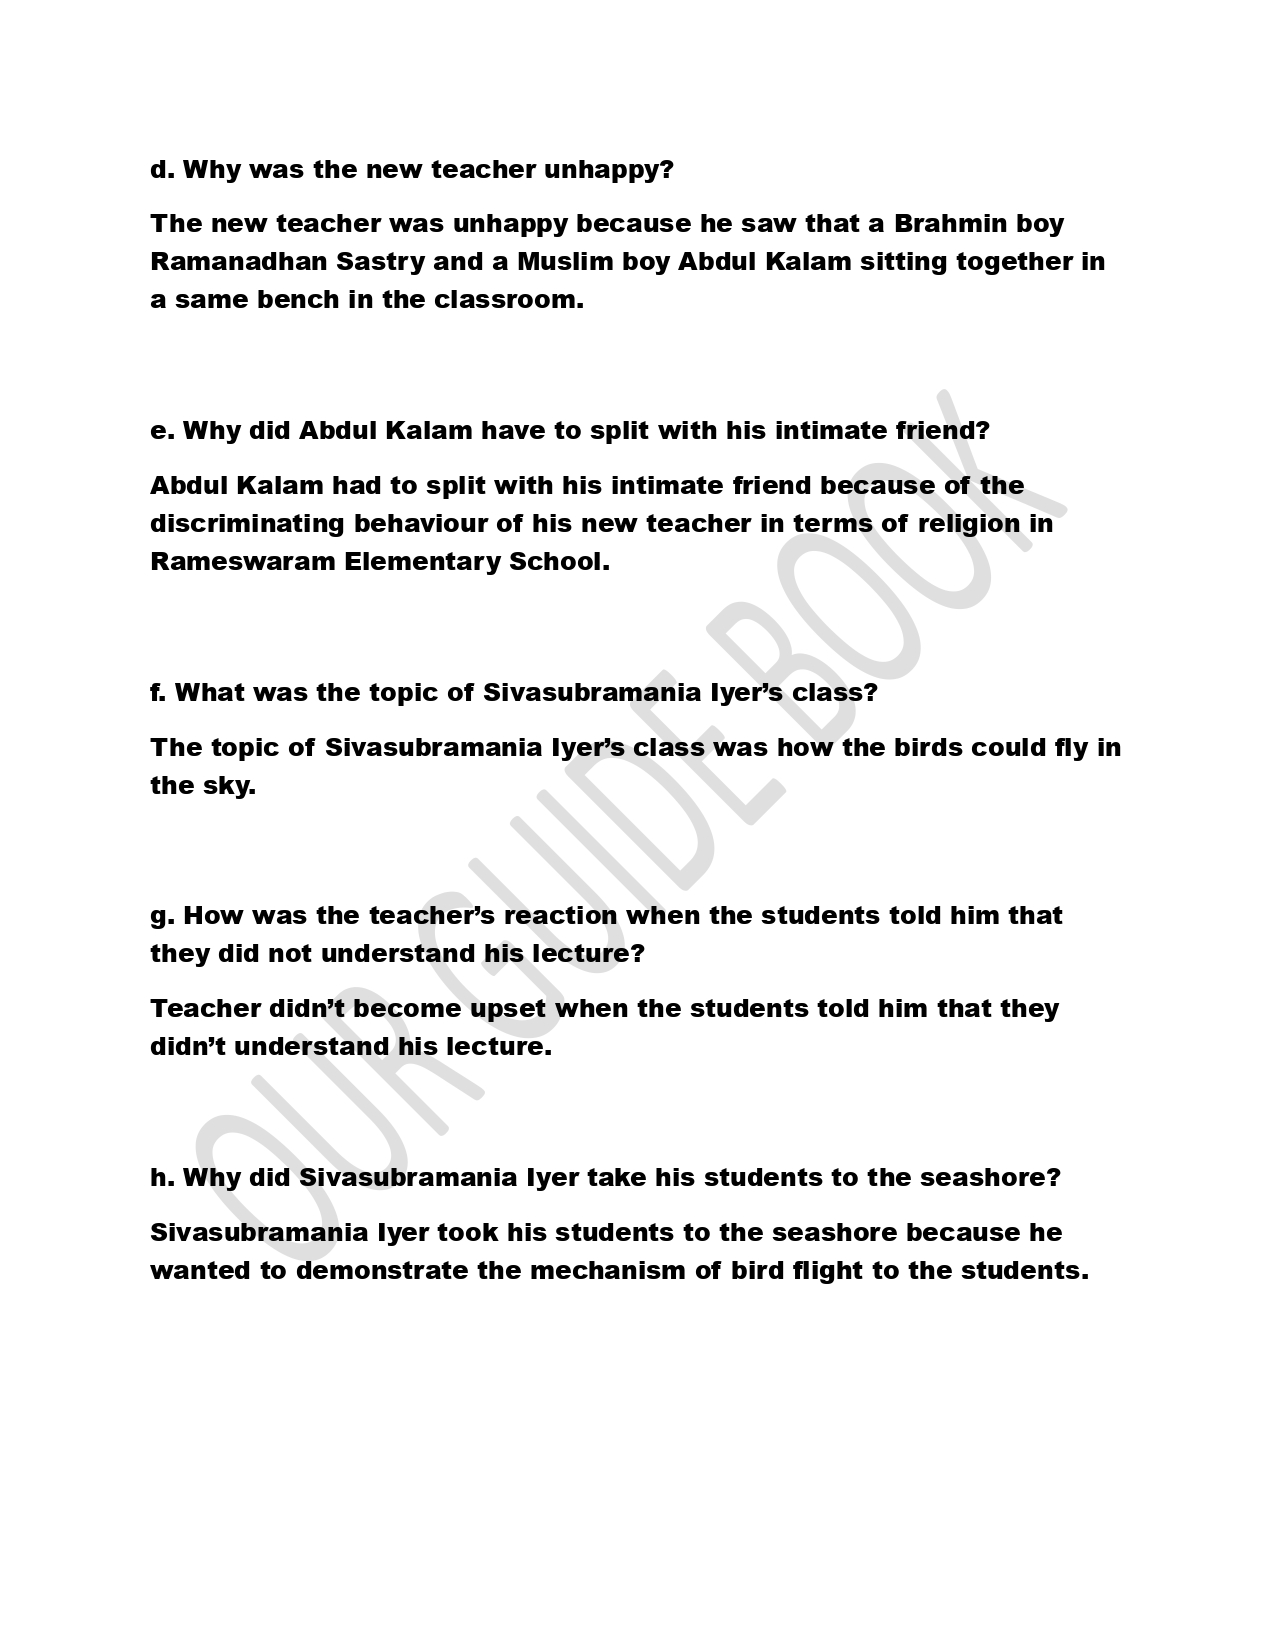 d. Why was the new teacher unhappy?
The new teacher was unhappy because he saw that a Brahmin boy
Ramanadhan Sastry and a Muslim boy Abdul Kalam sitting together in
a same bench in the classroom.
e. Why did Abdul Kalam have to split with his intimate friend?
Abdul Kalam had to split with his intimate friend because of the
discriminating behaviour of his new teacher in terms of religion in
Rameswaram Elementary School.
f. What was the topic of Sivasubramania Iyer’s class?
The topic of Sivasubramania Iyer’s class was how the birds could fly in
the sky.
g. How was the teacher’s reaction when the students told him that
they did not understand his lecture?
Teacher didn’t become upset when the students told him that they
didn’t understand his lecture.
h. Why did Sivasubramania Iyer take his students to the seashore?
Sivasubramania Iyer took his students to the seashore because he
wanted to demonstrate the mechanism of bird flight to the students.
OUR GUIDE BOOK